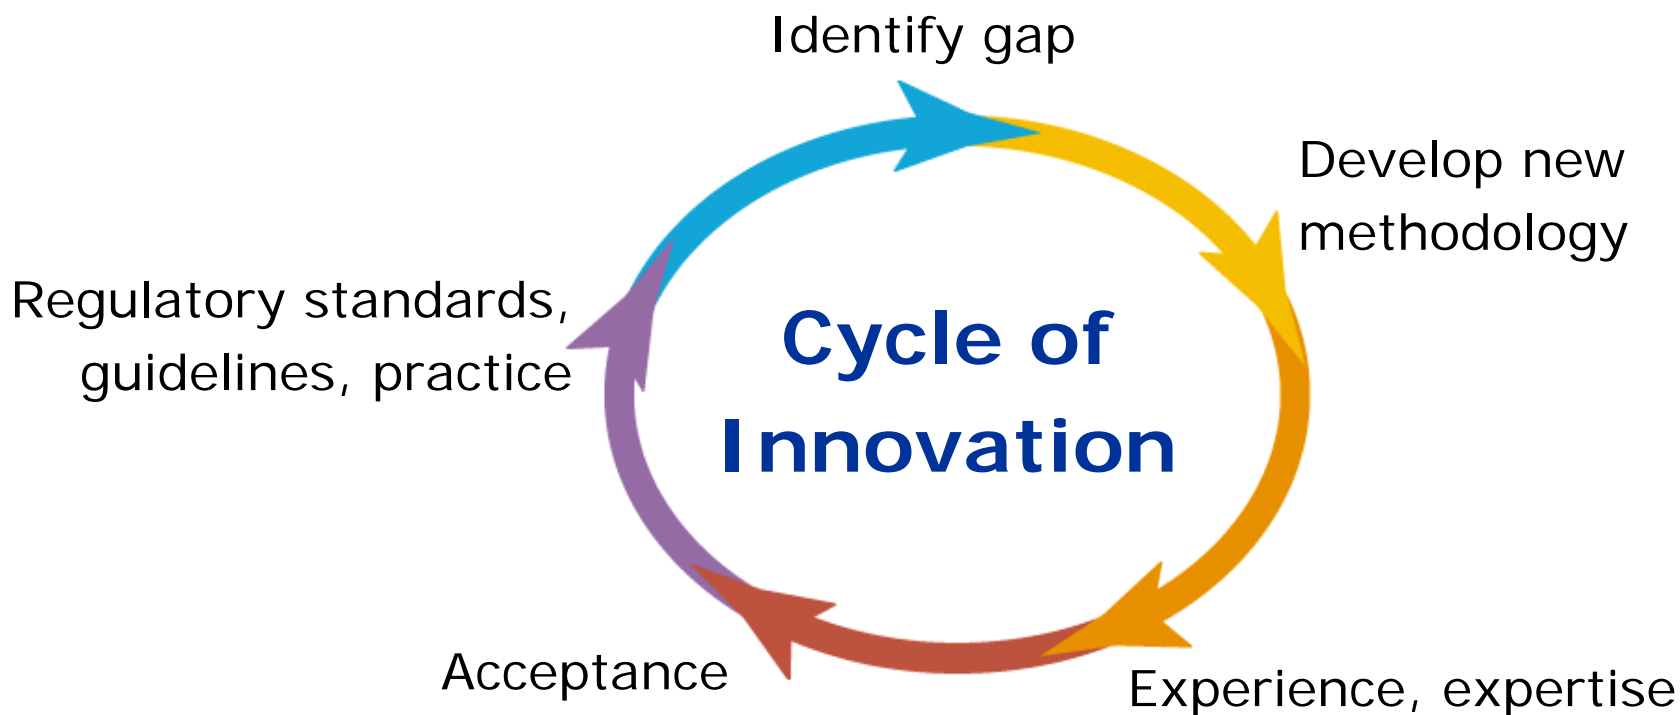 Identify gap
Develop new
methodology
Regulatory standards,
guidelines, practice
Cycle of
Innovation
Acceptance
Experience, expertise